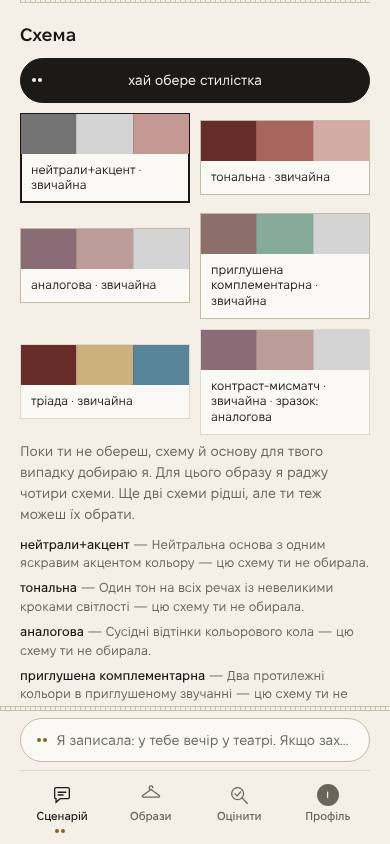 Схема
хай обере стилістка
нейтрали+акцент ·
звичайна
тональна · звичайна
аналогова · звичайна
приглушена
комплементарна ·
звичайна
тріада · звичайна
контраст-мисматч ·
звичайна · зразок:
аналогова
Поки ти не обереш, схему й основу для твого
випадку добираю я. Для цього образу я раджу
чотири схеми. Ще дві схеми рідші, але ти теж
можеш їх обрати.
нейтрали+акцент — Нейтральна основа з одним
яскравим акцентом кольору — цю схему ти не обирала.
тональна — Один тон на всіх речах із невеликими
кроками світлості — цю схему ти не обирала.
аналогова — Сусідні відтінки кольорового кола — цю
схему ти не обирала.
приглушена комплементарна — Два протилежні
кольори в приглушеному звучанні — цю схему ти не
Я записала: у тебе вечір у театрі. Якщо зах...
Сценарій
Образи
Оцінити
І
Профіль